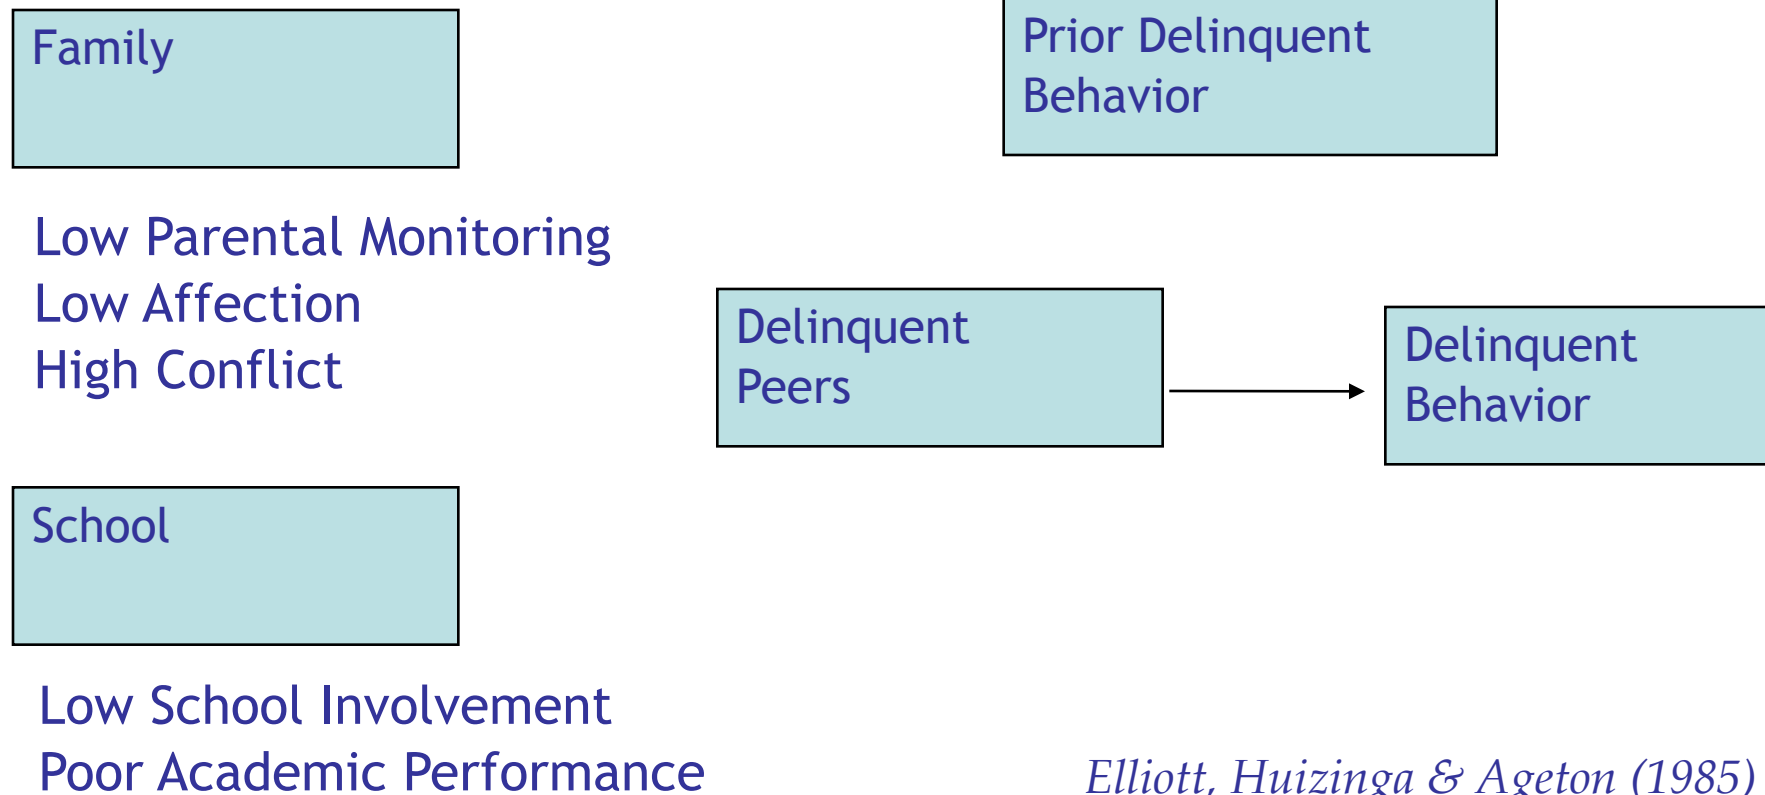 Family
Prior Delinquent
Behavior
Low Parental Monitoring
Low Affection
High Conflict
Delinquent
Peers
Delinquent
Behavior
School
Low School Involvement
Poor Academic Performance
Elliott, Huizinga & Ageton (1985)